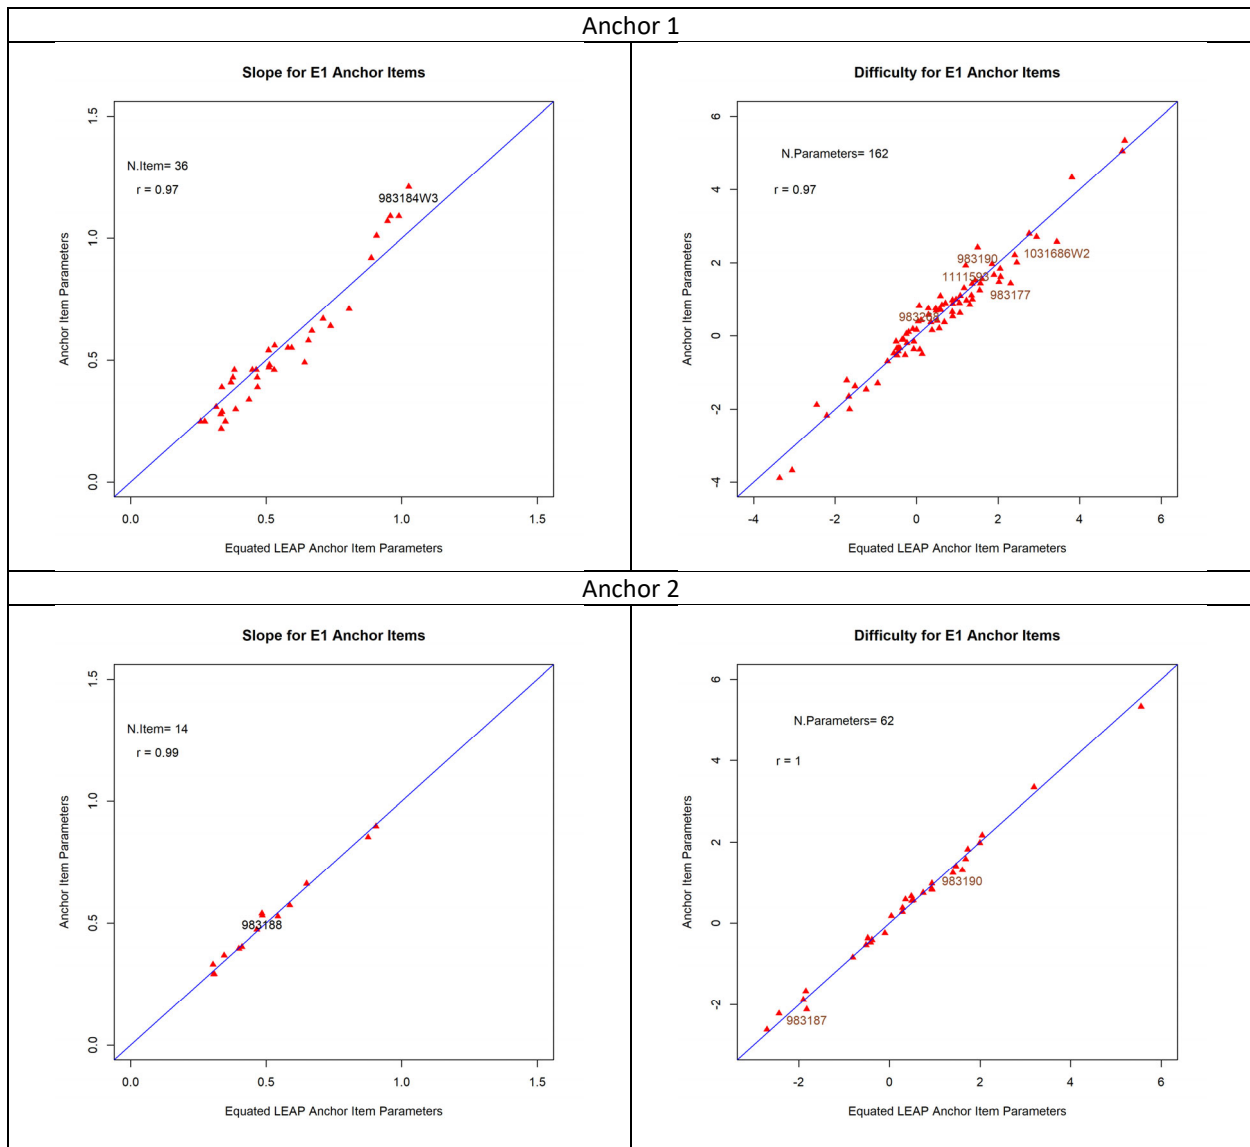 Anchor 1
Slope for E1 Anchor Items
N.Item= 36
r = 0.97
983184W3
Anchor Item Parameters
0.0
0.5
1.0
1.5
0.0
0.5
1.0
1.5
Equated LEAP Anchor Item Parameters
Difficulty for E1 Anchor Items
N.Parameters= 162
r = 0.97
983190
1031686W2
1111593
983177
Anchor Item Parameters
-4
-2
0
2
4
6
-4
-2
0
2
4
6
Equated LEAP Anchor Item Parameters
Anchor 2
Slope for E1 Anchor Items
N.Item= 14
r = 0.99
983188
Anchor Item Parameters
0.0
0.5
1.0
1.5
0.0
0.5
1.0
1.5
Equated LEAP Anchor Item Parameters
Difficulty for E1 Anchor Items
N.Parameters= 62
r = 1
983190
983187
Anchor Item Parameters
-2
0
2
4
6
-2
0
2
4
6
Equated LEAP Anchor Item Parameters